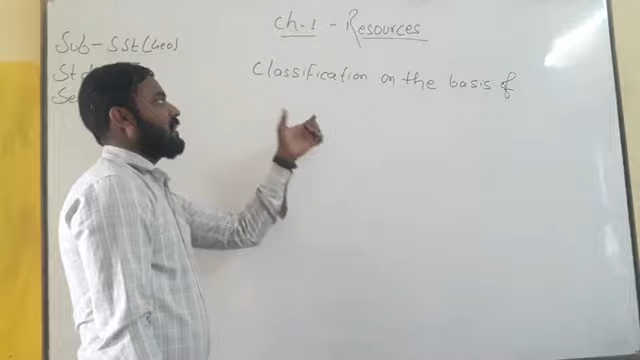 Ch.1 - Resources
Sub - SSt (Geo)
Classification on the basis of